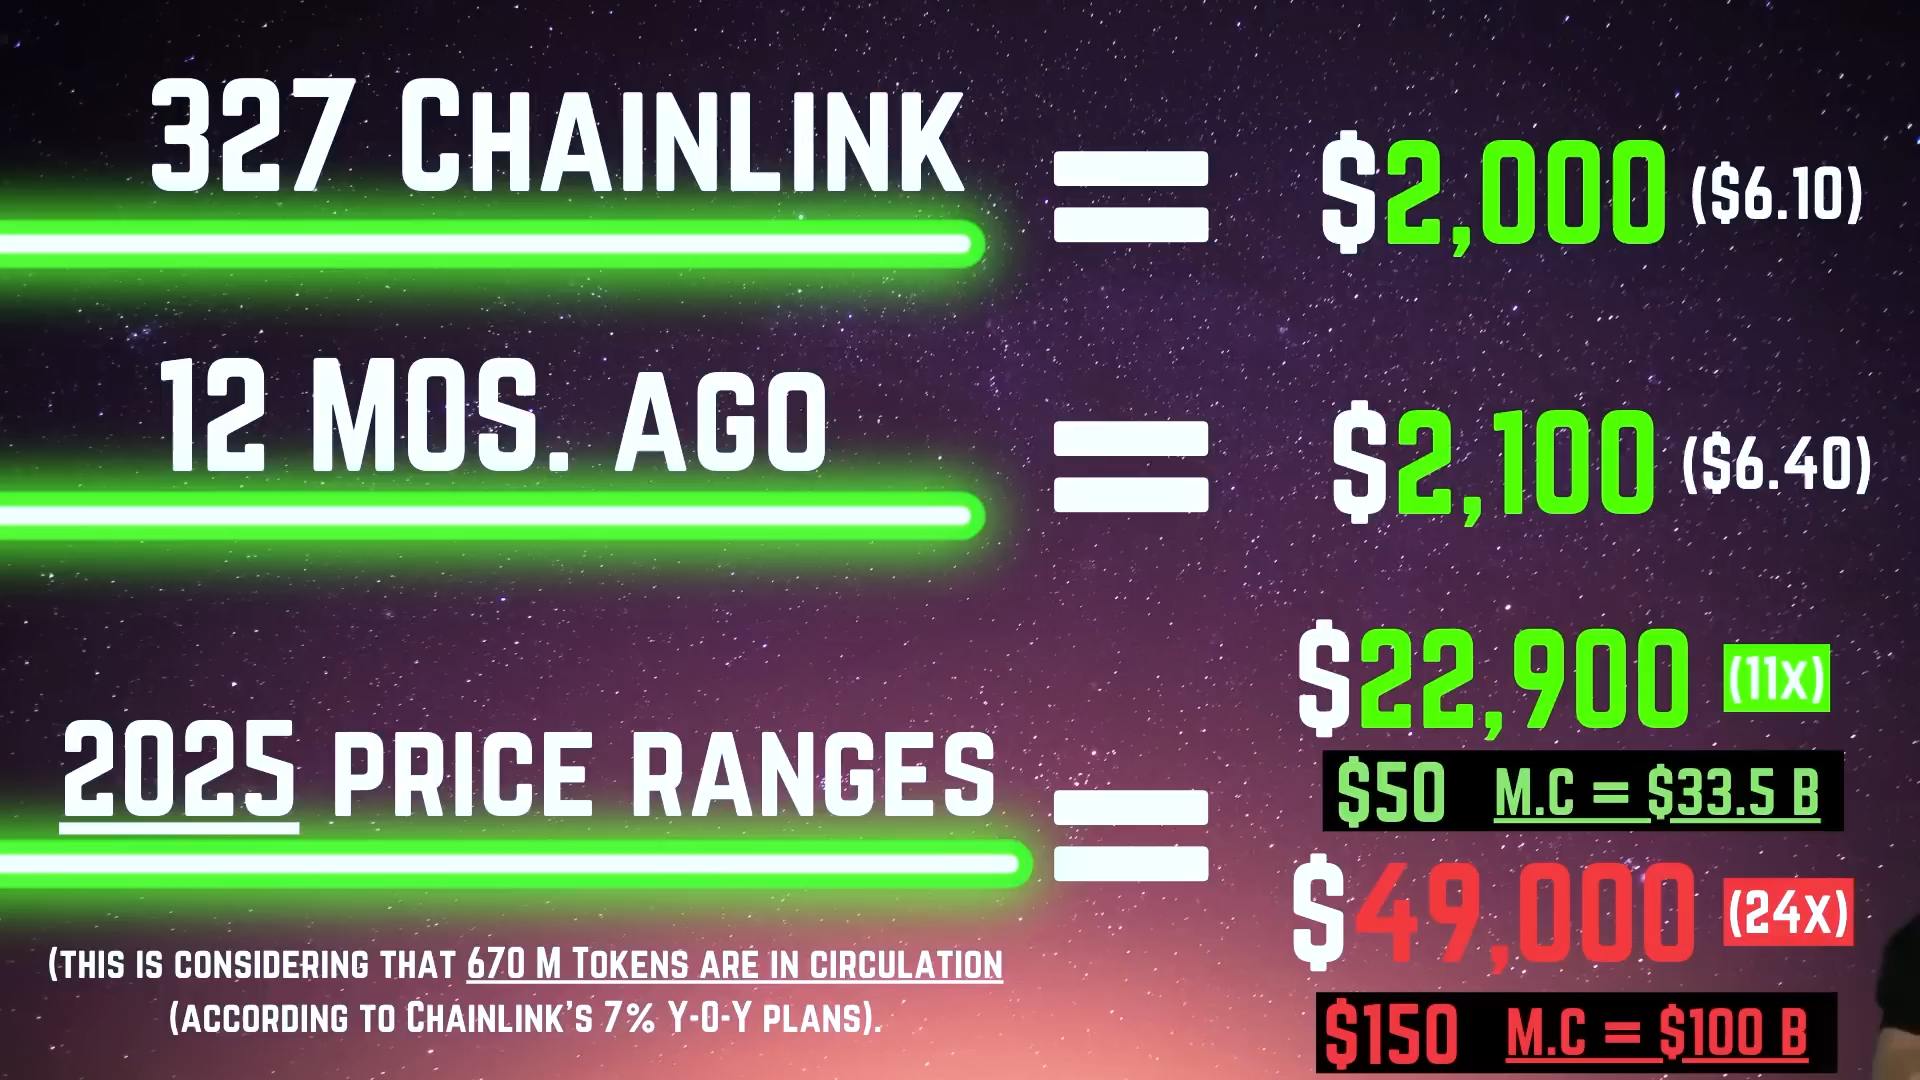 327 CHAINLINK = $2,000 ($6.10)
12 MOS. AGO = $2,100 ($6.40)
$22,900 (11X)
2025 PRICE RANGES =
$50 M.C = $33.5 B
$49,000 (24X)
(THIS IS CONSIDERING THAT 670 M TOKENS ARE IN CIRCULATION
(ACCORDING TO CHAINLINK'S 7% Y-O-Y PLANS).
$150 M.C = $100 B